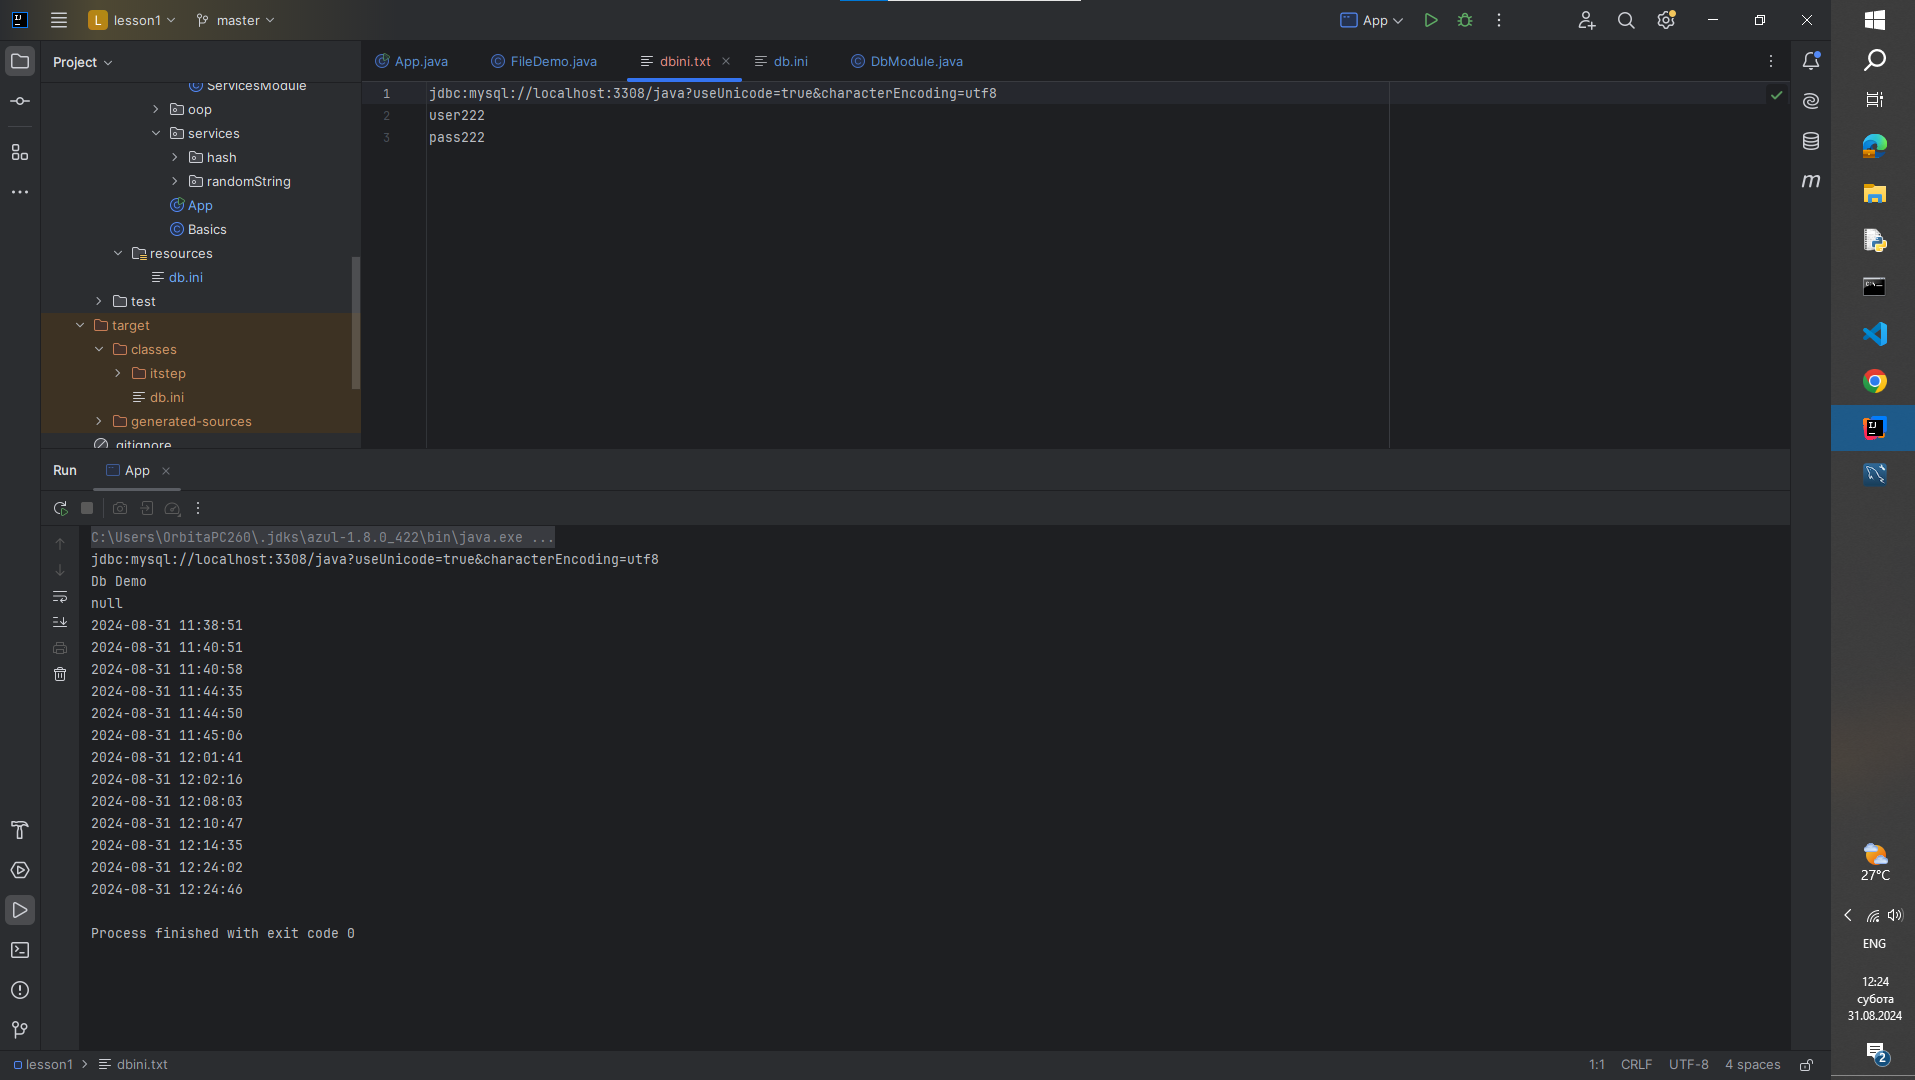 L lesson1 master App
Project
App.java FileDemo.java dbini.txt db.ini DbModule.java
ServicesModule
oop
services
hash
randomString
App
Basics
resources
db.ini
test
target
classes
itstep
db.ini
generated-sources
.gitignore
1 jdbc:mysql://localhost:3308/java?useUnicode=true&characterEncoding=utf8
2 user222
3 pass222
m
Run App
C:\Users\OrbitaPC260\.jdks\azul-1.8.0_422\bin\java.exe ...
jdbc:mysql://localhost:3308/java?useUnicode=true&characterEncoding=utf8
Db Demo
null
2024-08-31 11:38:51
2024-08-31 11:40:51
2024-08-31 11:40:58
2024-08-31 11:44:35
2024-08-31 11:44:50
2024-08-31 11:45:06
2024-08-31 12:01:41
2024-08-31 12:02:16
2024-08-31 12:08:03
2024-08-31 12:10:47
2024-08-31 12:14:35
2024-08-31 12:24:02
2024-08-31 12:24:46
Process finished with exit code 0
lesson1 dbini.txt
1:1 CRLF UTF-8 4 spaces
27°C
ENG
12:24
субота
31.08.2024
2